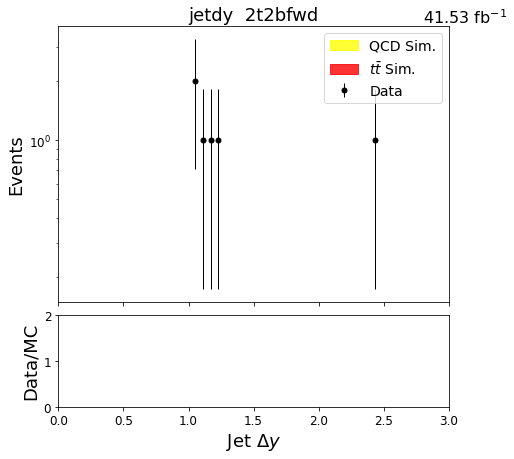 jetdy  2t2bfwd
41.53 fb⁻¹
QCD Sim.
tt̄ Sim.
Data
Events
10⁰
Data/MC
2
1
0
0.0 0.5 1.0 1.5 2.0 2.5 3.0
Jet Δy